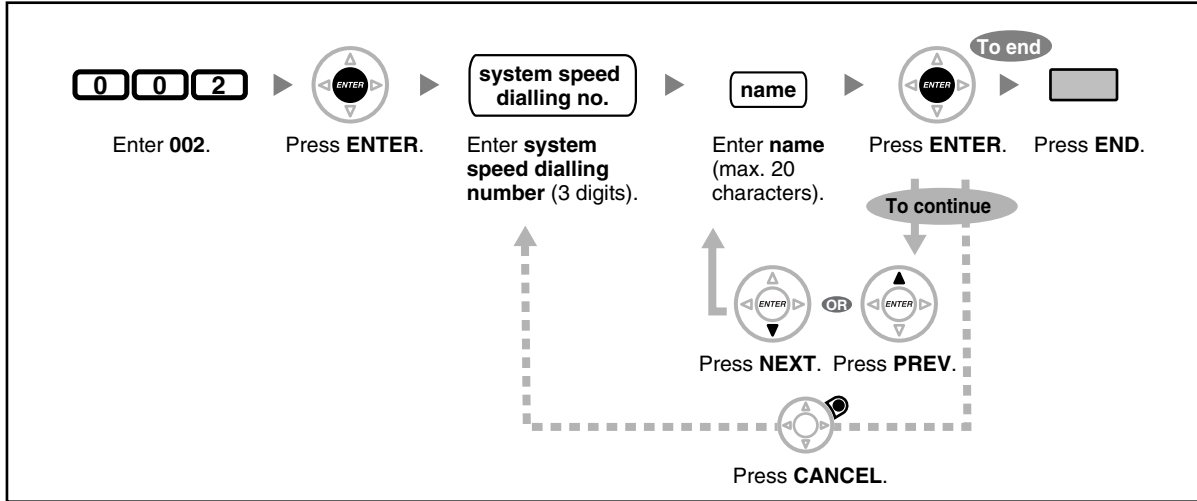 To end
0 0 2
ENTER
system speed
dialling no.
name
ENTER
Enter 002.
Press ENTER.
Enter system
speed dialling
number (3 digits).
Enter name
(max. 20
characters).
Press ENTER.
Press END.
To continue
ENTER
OR
ENTER
Press NEXT.
Press PREV.
Press CANCEL.